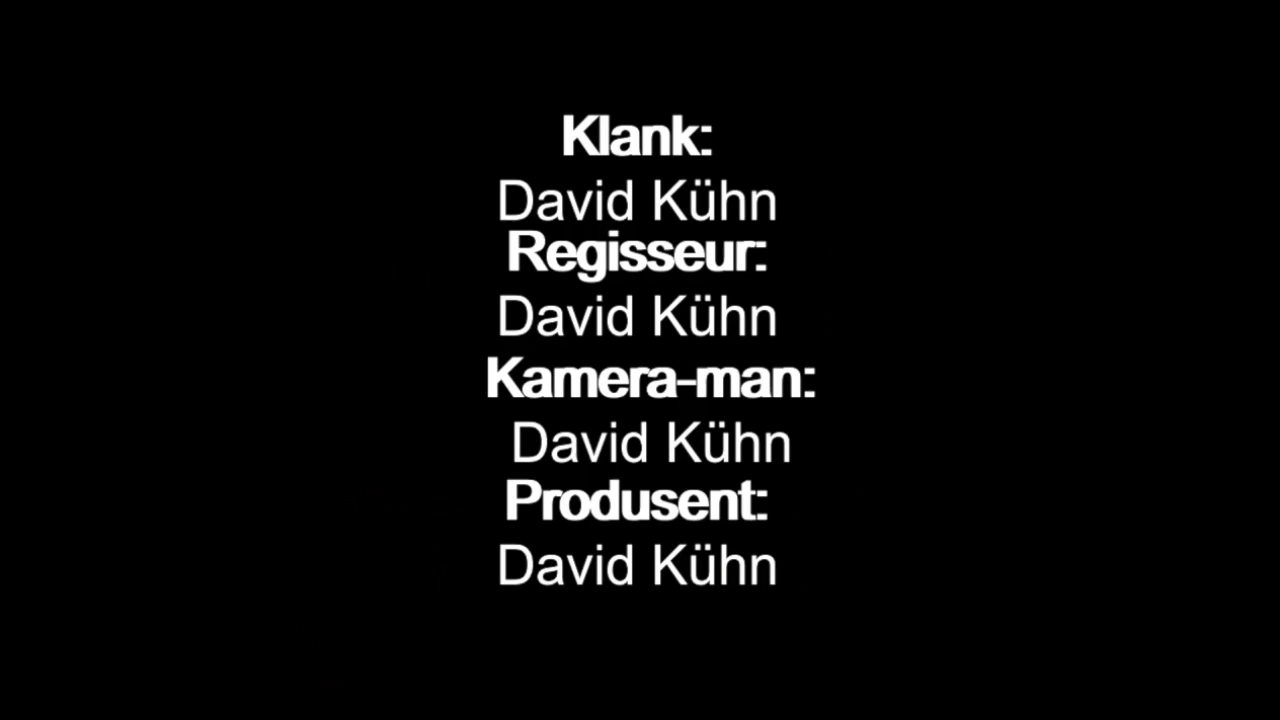 Klank:
David Kühn
Regisseur:
David Kühn
Kamera-man:
David Kühn
Produsent:
David Kühn